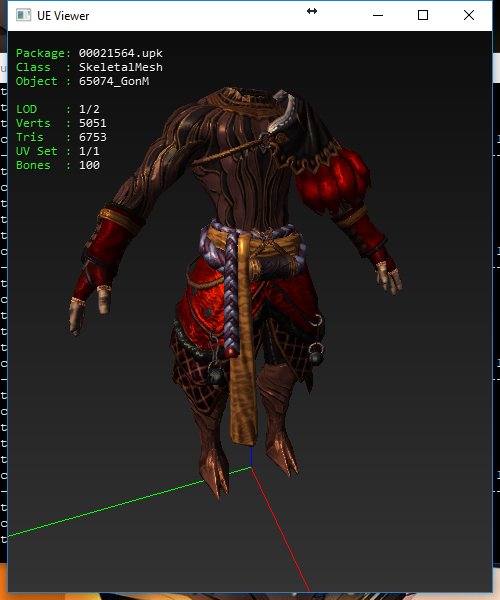 UE Viewer
Package: 00021564.upk
Class  : SkeletalMesh
Object : 65074_GonM
LOD    : 1/2
Verts  : 5051
Tris   : 6753
UV Set : 1/1
Bones  : 100